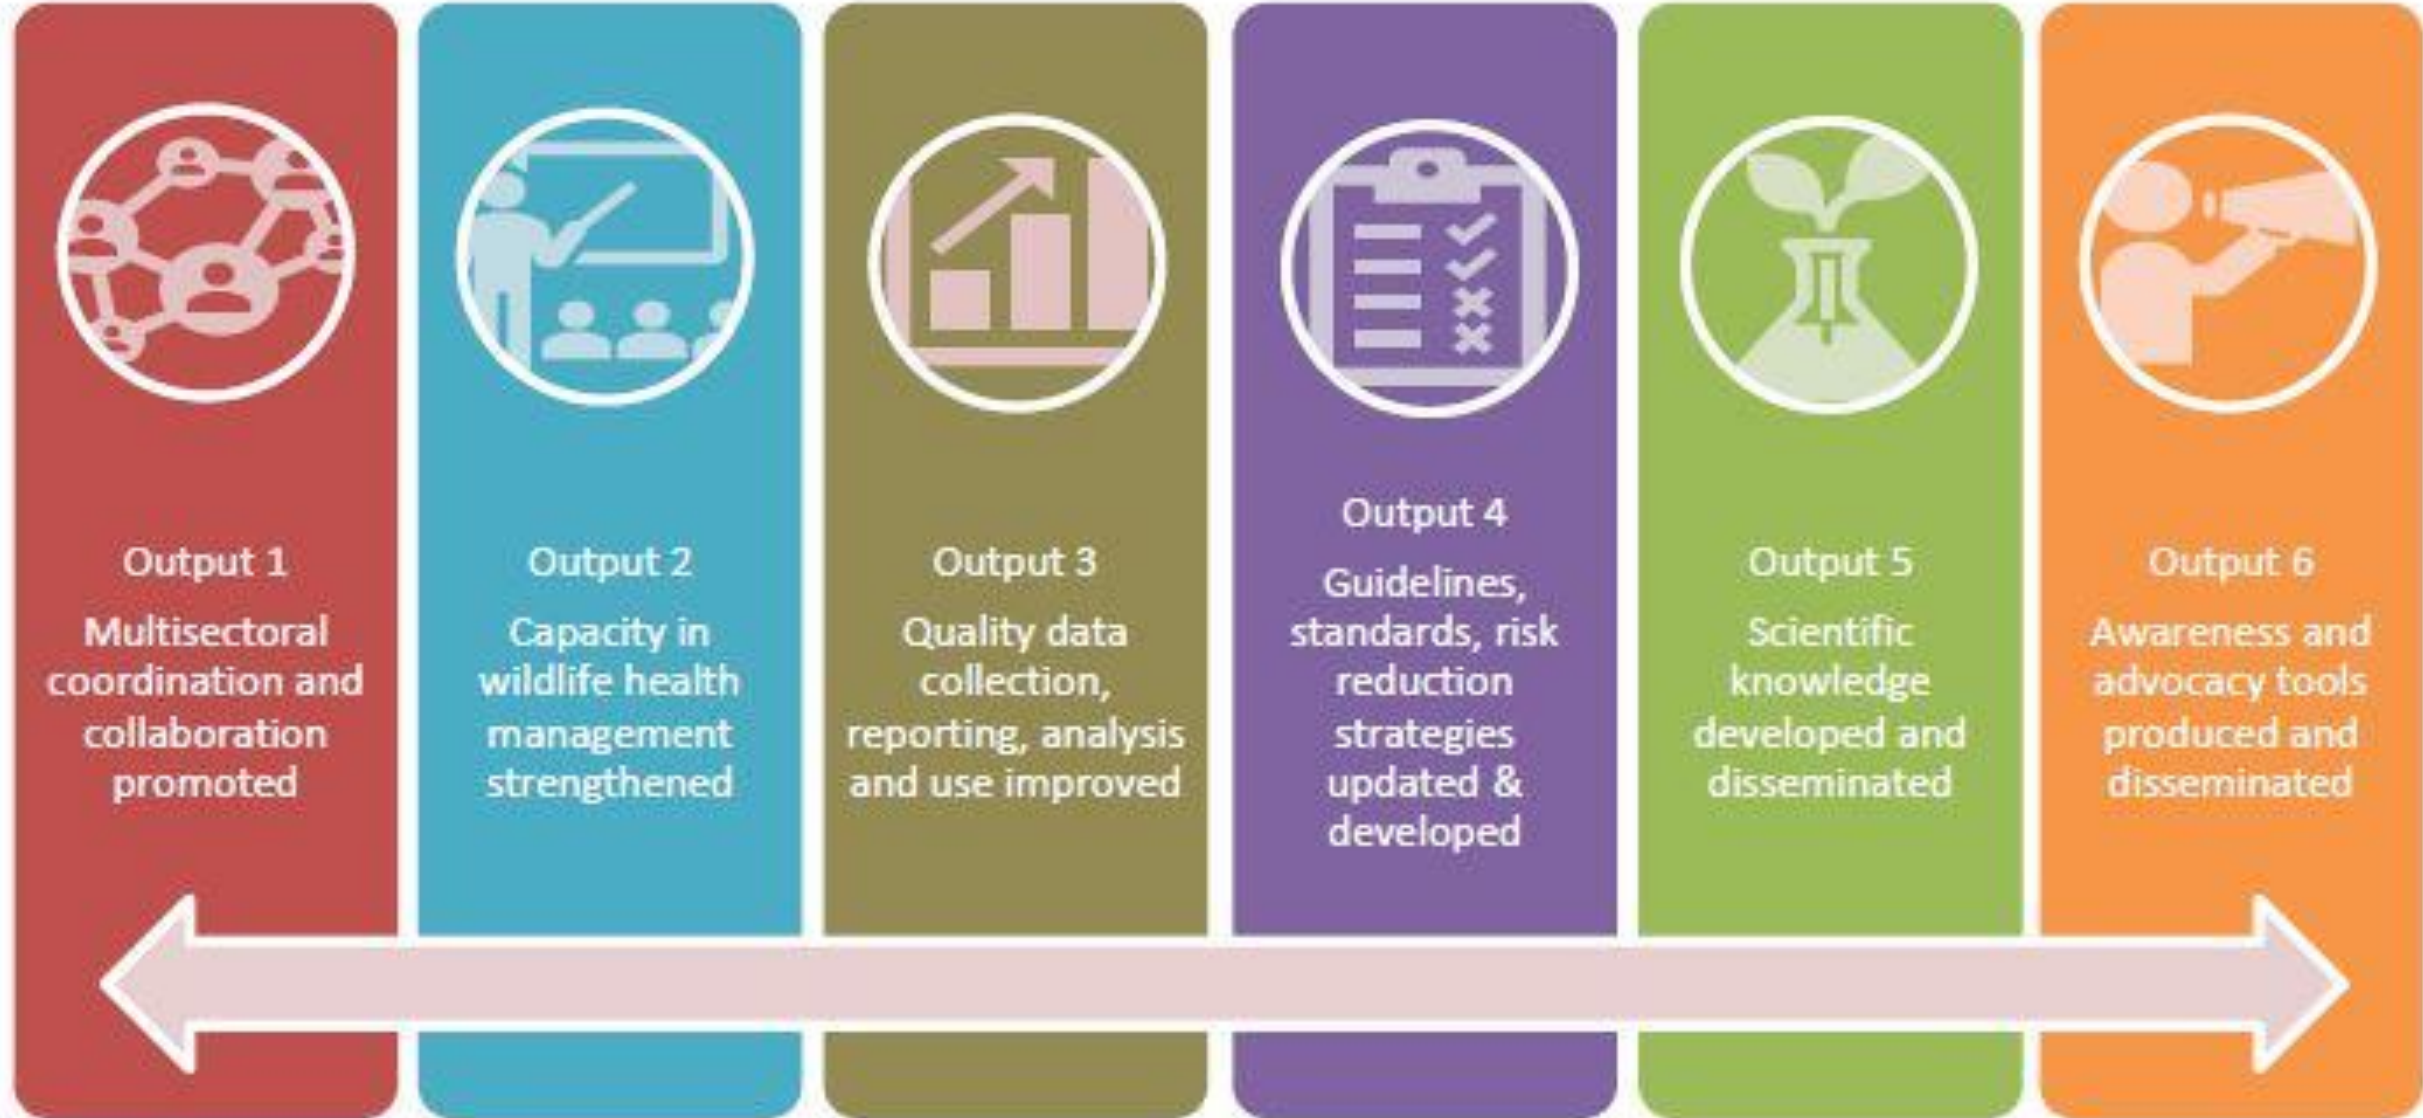 Output 1
Multisectoral
coordination and
collaboration
promoted
Output 2
Capacity in
wildlife health
management
strengthened
Output 3
Quality data
collection,
reporting, analysis
and use improved
Output 4
Guidelines,
standards, risk
reduction
strategies
updated &
developed
Output 5
Scientific
knowledge
developed and
disseminated
Output 6
Awareness and
advocacy tools
produced and
disseminated